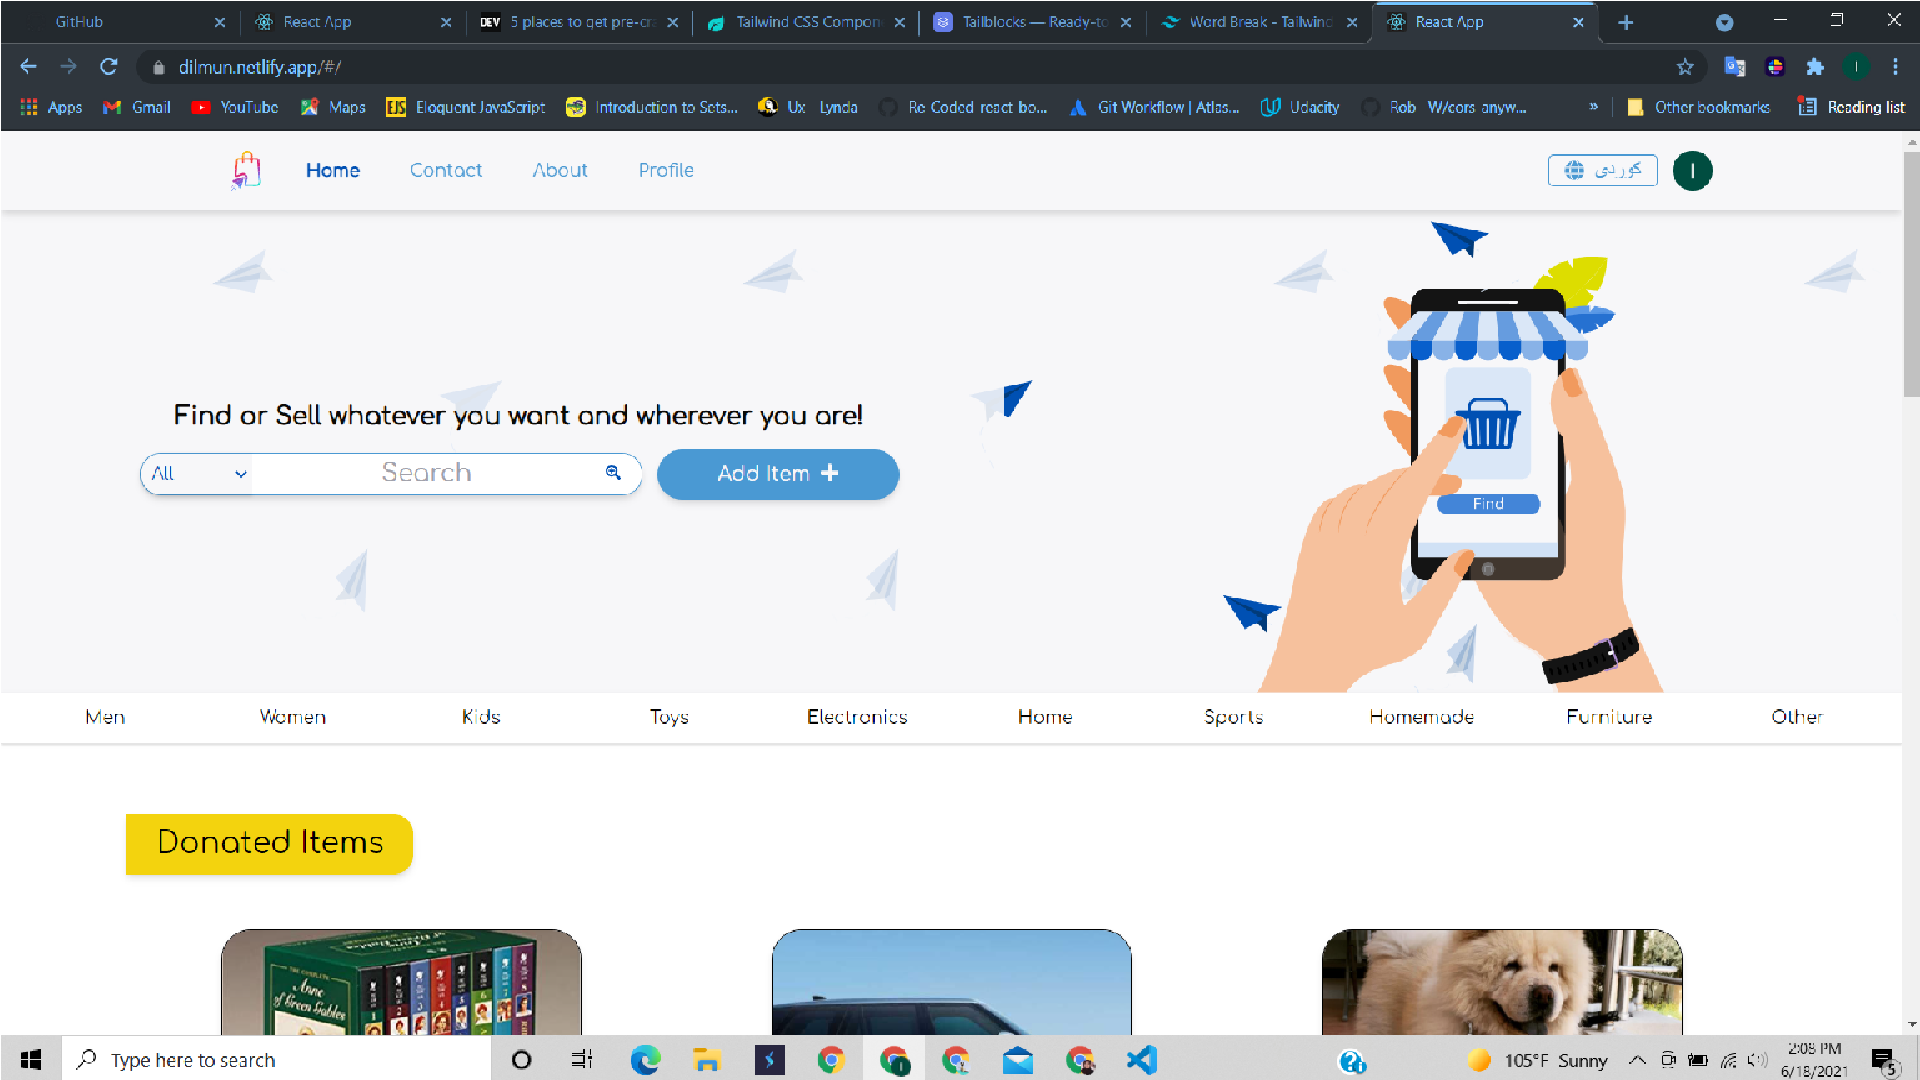 GitHub
React App
DEV 5 places to get pre-cra
Tailwind CSS Compon
Tailblocks — Ready-to
Word Break - Tailwind
React App
dilmun.netlify.app/#/
Apps
Gmail
YouTube
Maps
EJS Eloquent JavaScript
Introduction to Sets...
Ux Lynda
Re Coded react bo...
Git Workflow | Atlas...
Udacity
Rob W/cors anyw...
»
Other bookmarks
Reading list
Home
Contact
About
Profile
کوردی
I
Find or Sell whatever you want and wherever you are!
All
Search
Add Item +
Find
Men
Women
Kids
Toys
Electronics
Home
Sports
Homemade
Furniture
Other
Donated Items
Anne
of Green Gables
Type here to search
105°F Sunny
2:08 PM
6/18/2021
5